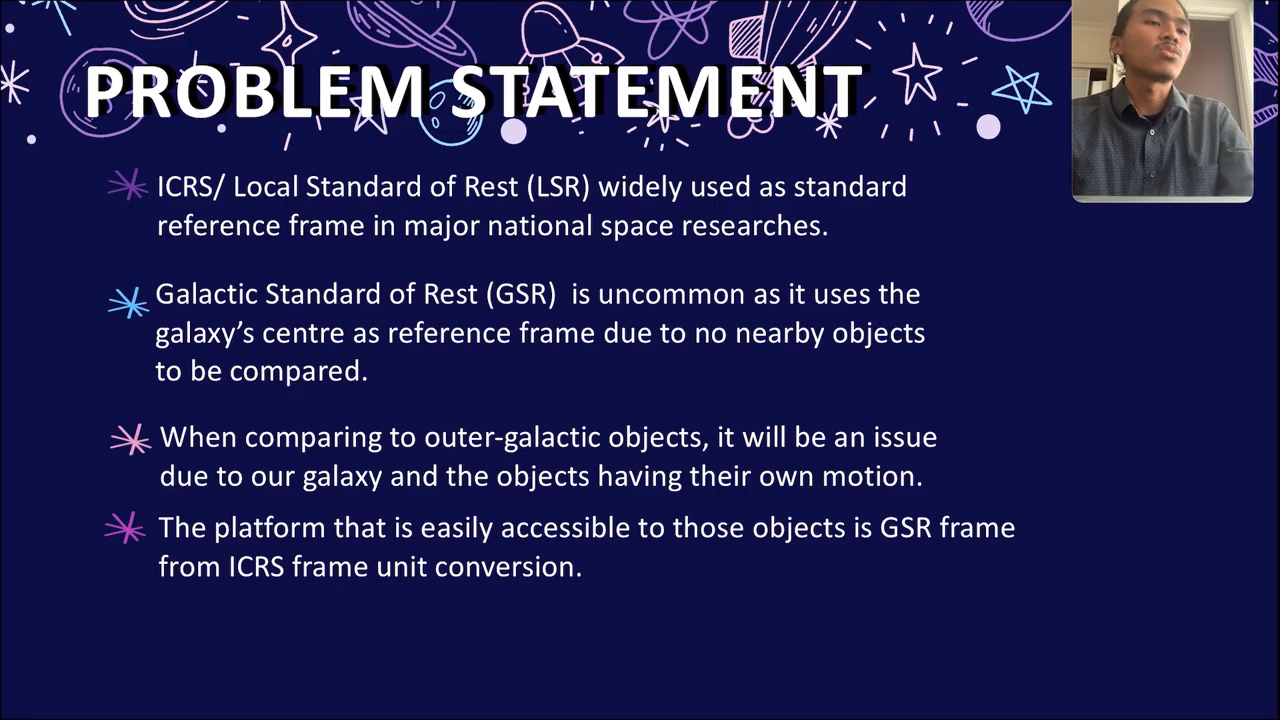 PROBLEM STATEMENT
ICRS/ Local Standard of Rest (LSR) widely used as standard
reference frame in major national space researches.
Galactic Standard of Rest (GSR)  is uncommon as it uses the
galaxy’s centre as reference frame due to no nearby objects
to be compared.
When comparing to outer-galactic objects, it will be an issue
due to our galaxy and the objects having their own motion.
The platform that is easily accessible to those objects is GSR frame
from ICRS frame unit conversion.